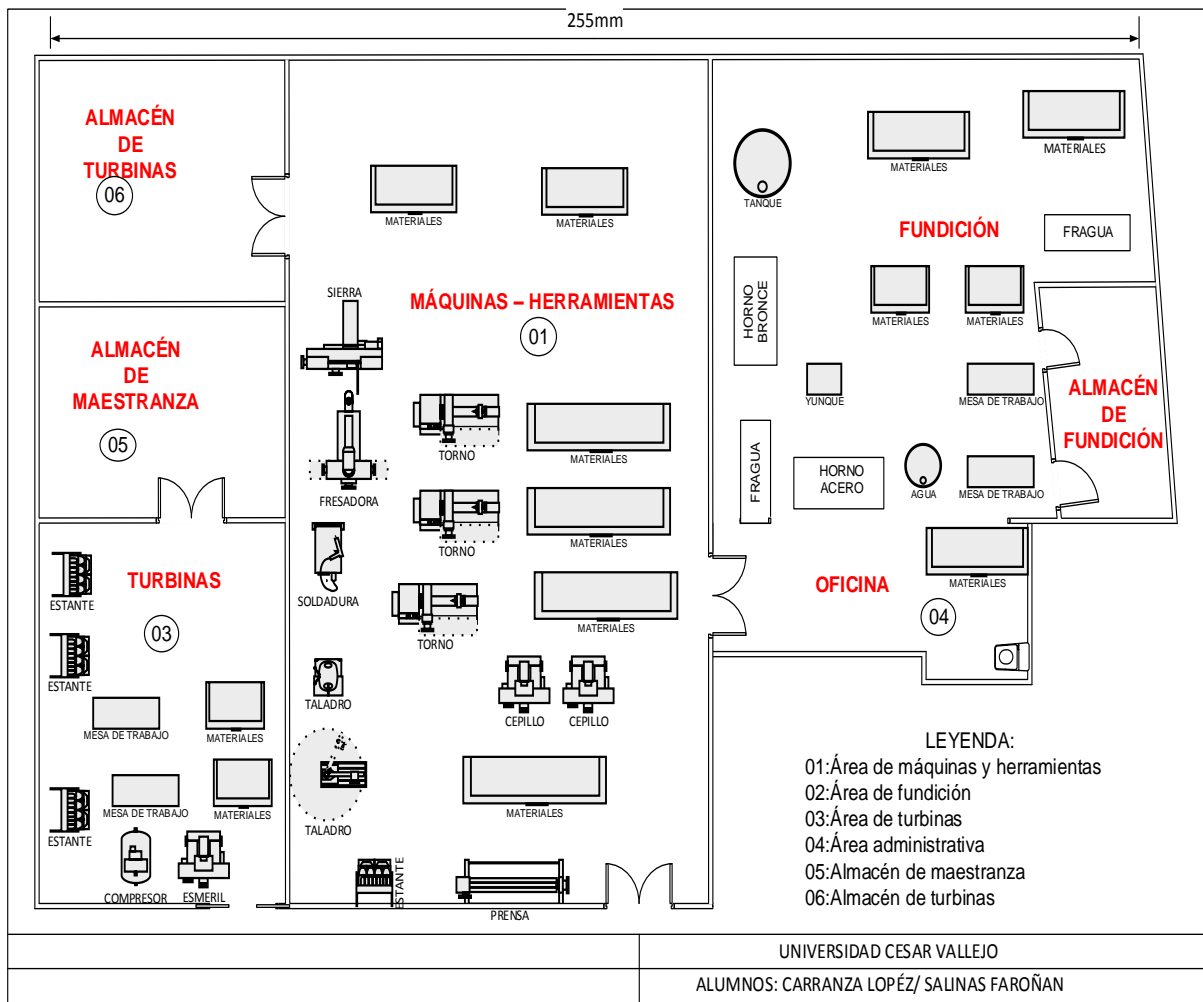 255mm
ALMACÉN
DE
TURBINAS
06
MATERIALES
MATERIALES
TANQUE
MATERIALES
MATERIALES
FUNDICIÓN
FRAGUA
HORNO
BRONCE
MATERIALES
MATERIALES
SIERRA
MÁQUINAS – HERRAMIENTAS
01
ALMACÉN
DE
MAESTRANZA
05
FRESADORA
TORNO
MATERIALES
YUNQUE
MESA DE TRABAJO
ALMACÉN
DE
FUNDICIÓN
FRAGUA
HORNO
ACERO
AGUA
MESA DE TRABAJO
TORNO
MATERIALES
SOLDADURA
TORNO
MATERIALES
OFICINA
MATERIALES
04
TURBINAS
03
ESTANTE
ESTANTE
MESA DE TRABAJO
MATERIALES
MESA DE TRABAJO
MATERIALES
ESTANTE
COMPRESOR
ESMERIL
TALADRO
CEPILLO
CEPILLO
TALADRO
MATERIALES
ESTANTE
PRENSA
LEYENDA:
01:Área de máquinas y herramientas
02:Área de fundición
03:Área de turbinas
04:Área administrativa
05:Almacén de maestranza
06:Almacén de turbinas
UNIVERSIDAD CESAR VALLEJO
ALUMNOS: CARRANZA LOPÉZ/ SALINAS FAROÑAN